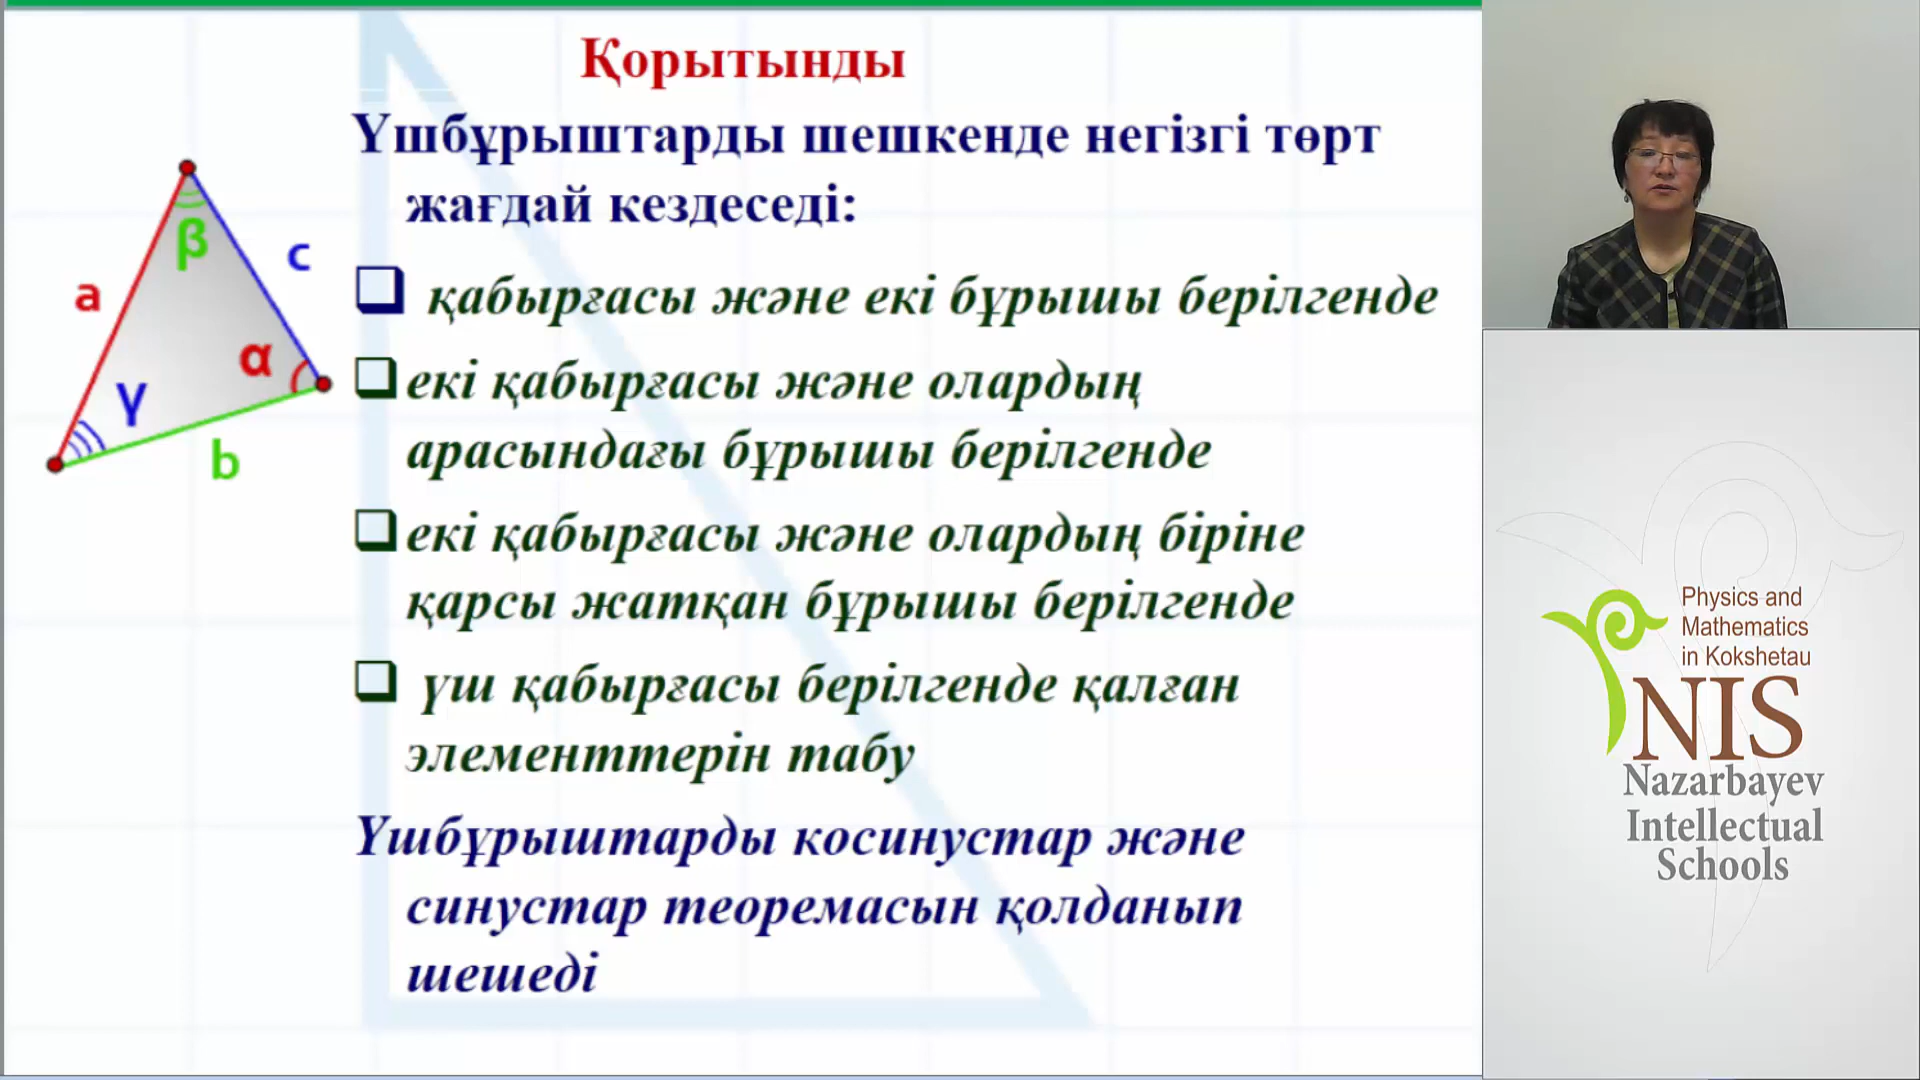 Қорытынды
Үшбұрыштарды шешкенде негізгі төрт
жағдай кездеседі:
қабырғасы және екі бұрышы берілгенде
екі қабырғасы және олардың
арасындағы бұрышы берілгенде
екі қабырғасы және олардың біріне
қарсы жатқан бұрышы берілгенде
үш қабырғасы берілгенде қалған
элементтерін табу
Үшбұрыштарды косинустар және
синустар теоремасын қолданып
шешеді
β
c
a
α
γ
b
Physics and
Mathematics
in Kokshetau
NIS
Nazarbayev
Intellectual
Schools